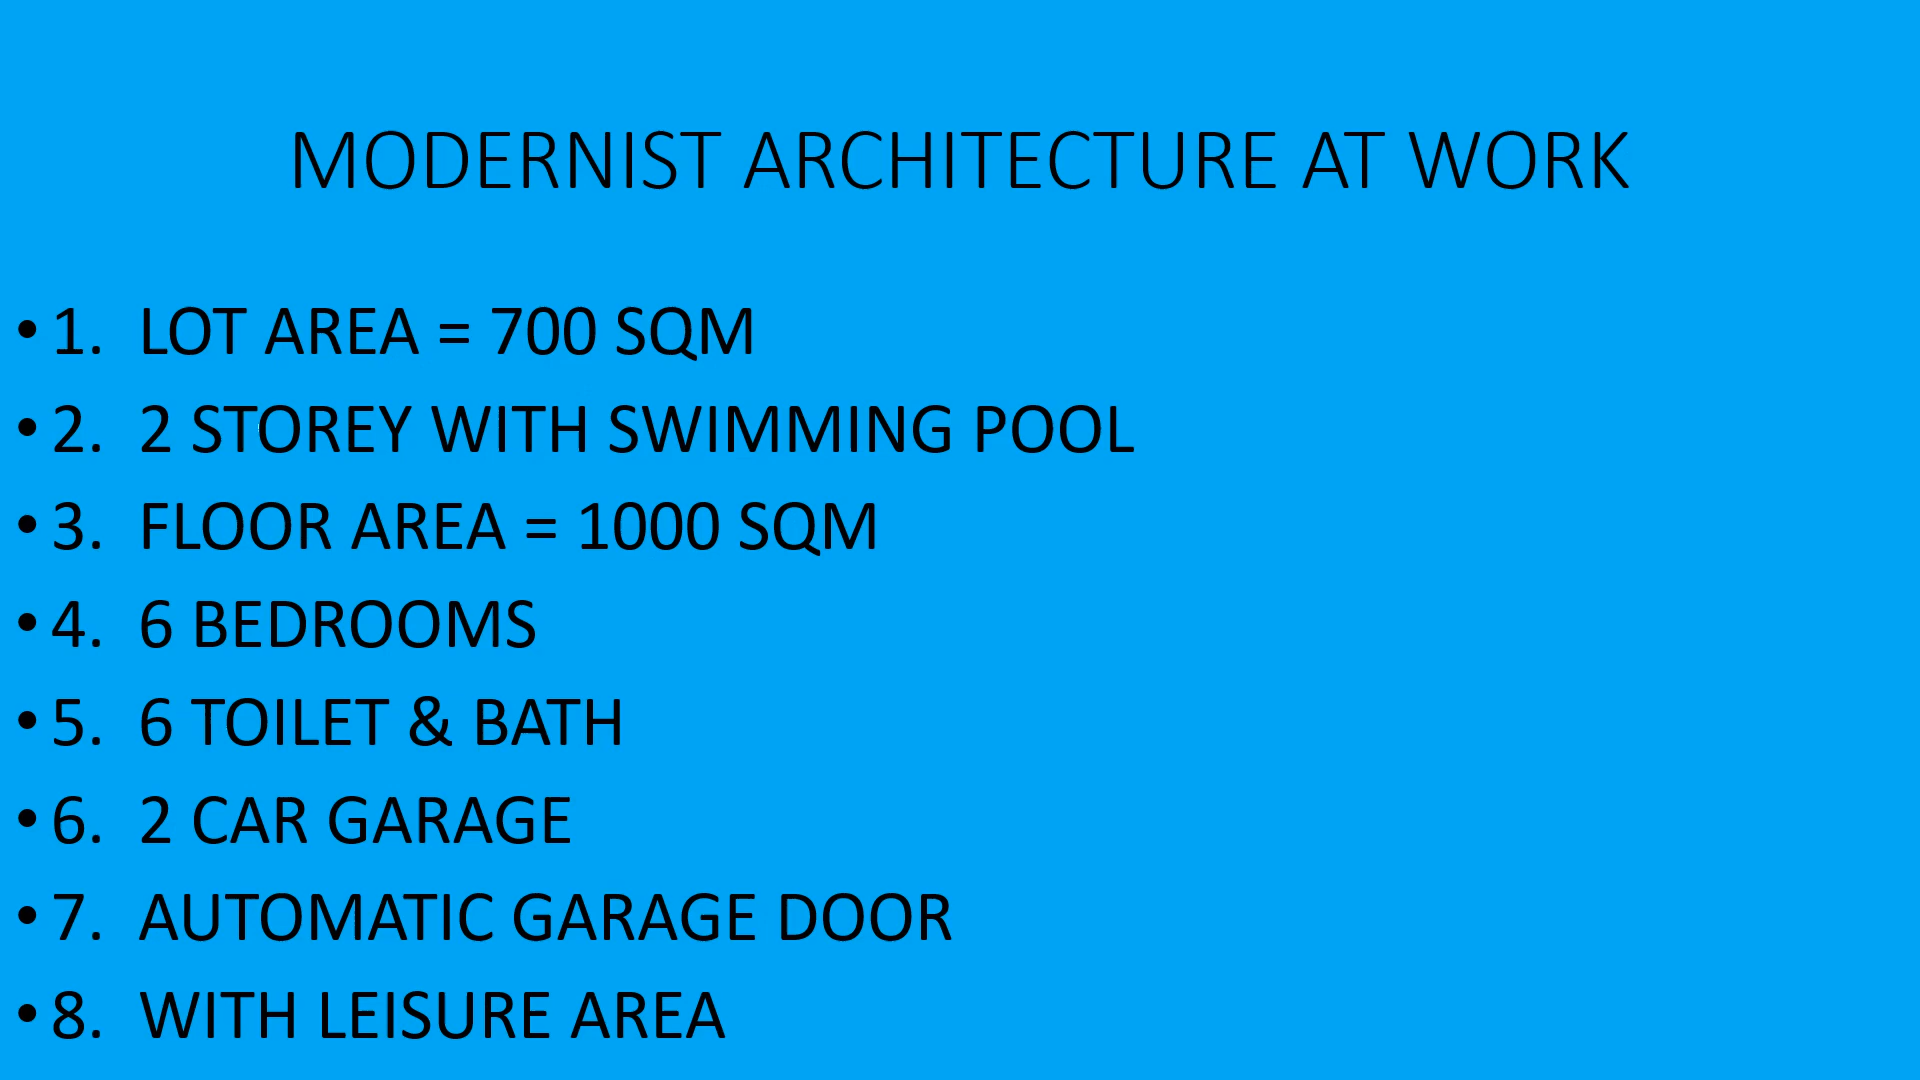 MODERNIST ARCHITECTURE AT WORK
• 1. LOT AREA = 700 SQM
• 2. 2 STOREY WITH SWIMMING POOL
• 3. FLOOR AREA = 1000 SQM
• 4. 6 BEDROOMS
• 5. 6 TOILET & BATH
• 6. 2 CAR GARAGE
• 7. AUTOMATIC GARAGE DOOR
• 8. WITH LEISURE AREA